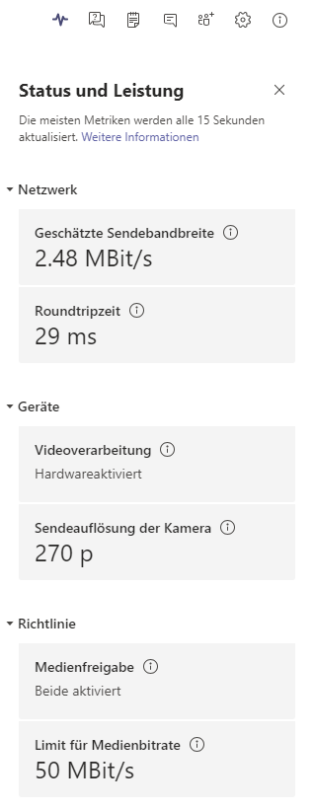 Status und Leistung
Die meisten Metriken werden alle 15 Sekunden
aktualisiert. Weitere Informationen
Netzwerk
Geschätzte Sendebandbreite
2.48 MBit/s
Roundtripzeit
29 ms
Geräte
Videoverarbeitung
Hardwareaktiviert
Sendeauflösung der Kamera
270 p
Richtlinie
Medienfreigabe
Beide aktiviert
Limit für Medienbitrate
50 MBit/s